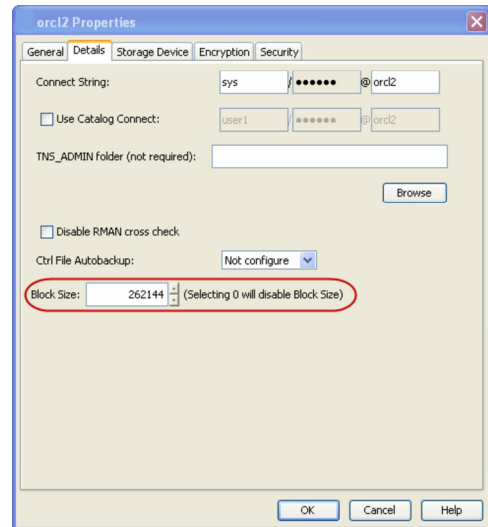 orcl2 Properties
General Details Storage Device Encryption Security
Connect String: sys / ●●●●●● @ orcl2
Use Catalog Connect: user1 / ●●●●●● @ orcl2
TNS_ADMIN folder (not required):
Browse
Disable RMAN cross check
Ctrl File Autobackup: Not configure
Block Size: 262144 (Selecting 0 will disable Block Size)
OK Cancel Help